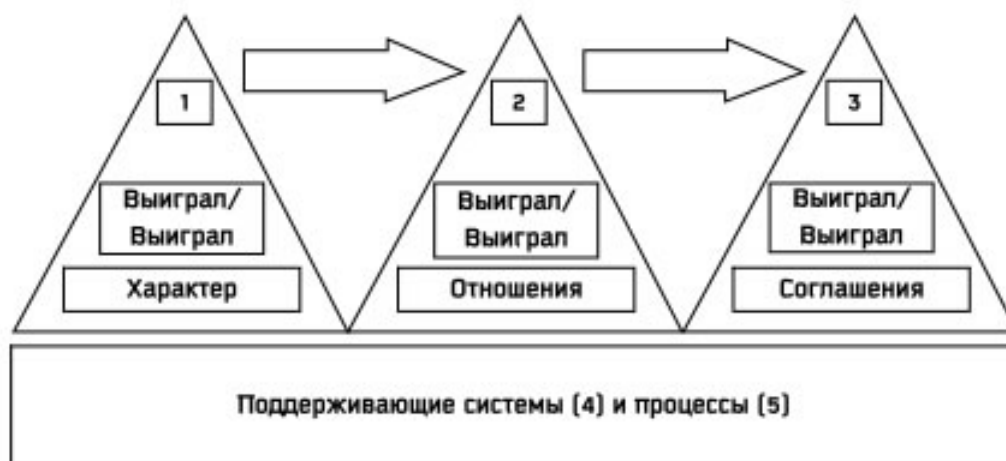 1
2
3
Выиграл/
Выиграл
Выиграл/
Выиграл
Выиграл/
Выиграл
Характер
Отношения
Соглашения
Поддерживающие системы (4) и процессы (5)